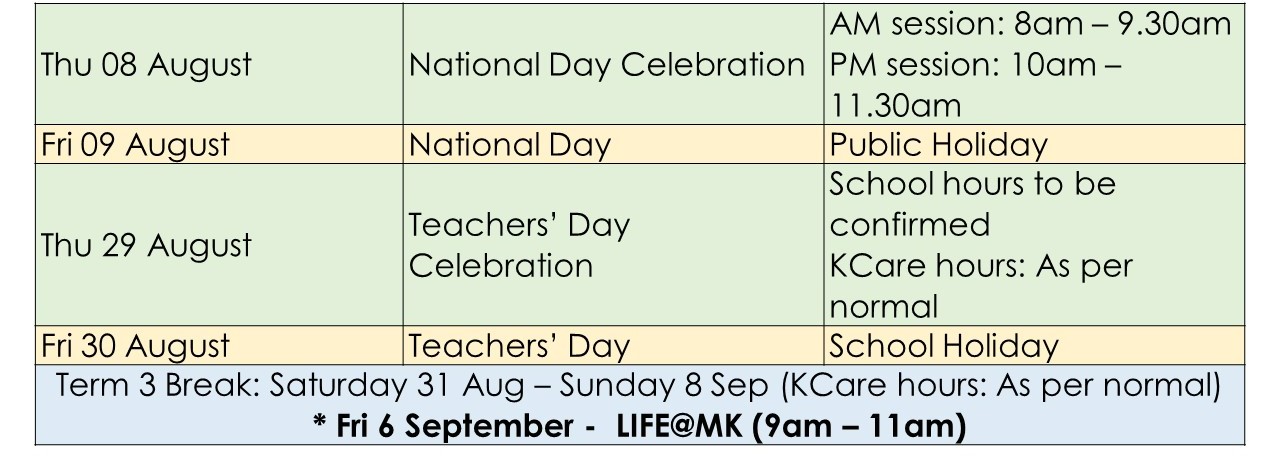 Thu 08 August
National Day Celebration
AM session: 8am – 9.30am
PM session: 10am –
11.30am
Fri 09 August
National Day
Public Holiday
Thu 29 August
Teachers’ Day
Celebration
School hours to be
confirmed
KCare hours: As per
normal
Fri 30 August
Teachers’ Day
School Holiday
Term 3 Break: Saturday 31 Aug – Sunday 8 Sep (KCare hours: As per normal)
* Fri 6 September -  LIFE@MK (9am – 11am)